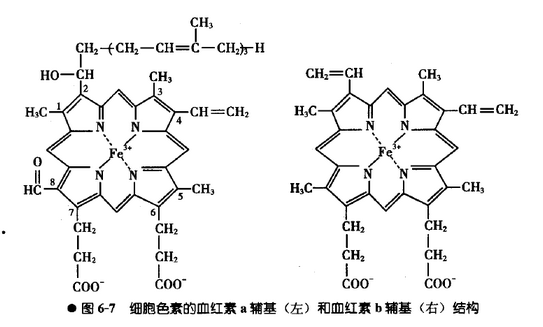 CH₃
CH₂—(CH₂—CH=C—CH₂)₃—H
HO—CH CH₃ CH₂=CH CH₃
1 2 3 4
H₃C CH=CH₂ H₃C CH=CH₂
N N N N
Fe³⁺ Fe³⁺
O
N N N N
HC 8 5 CH₃ H₃C CH₃
7 6
CH₂ CH₂ CH₂ CH₂
CH₂ CH₂ CH₂ CH₂
COO⁻ COO⁻ COO⁻ COO⁻
● 图 6-7 细胞色素的血红素 a 辅基（左）和血红素 b 辅基（右）结构